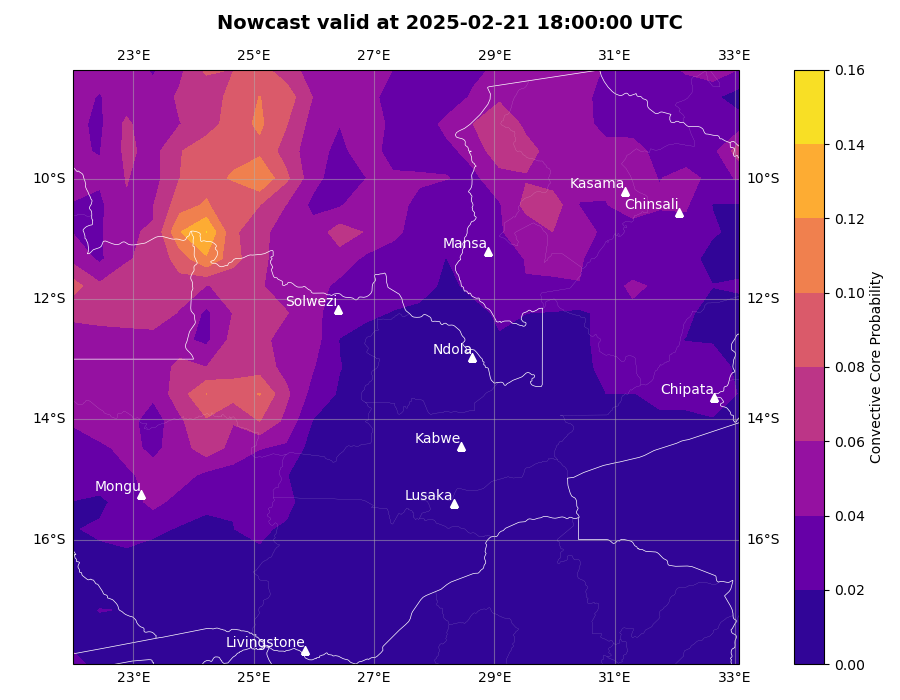 Nowcast valid at 2025-02-21 18:00:00 UTC
23°E 25°E 27°E 29°E 31°E 33°E
0.16
0.14
0.12
0.10
0.08
0.06
0.04
0.02
0.00
Convective Core Probability
10°S 10°S
12°S 12°S
14°S 14°S
16°S 16°S
Kasama
Chinsali
Mansa
Solwezi
Ndola
Chipata
Kabwe
Mongu
Lusaka
Livingstone
23°E 25°E 27°E 29°E 31°E 33°E